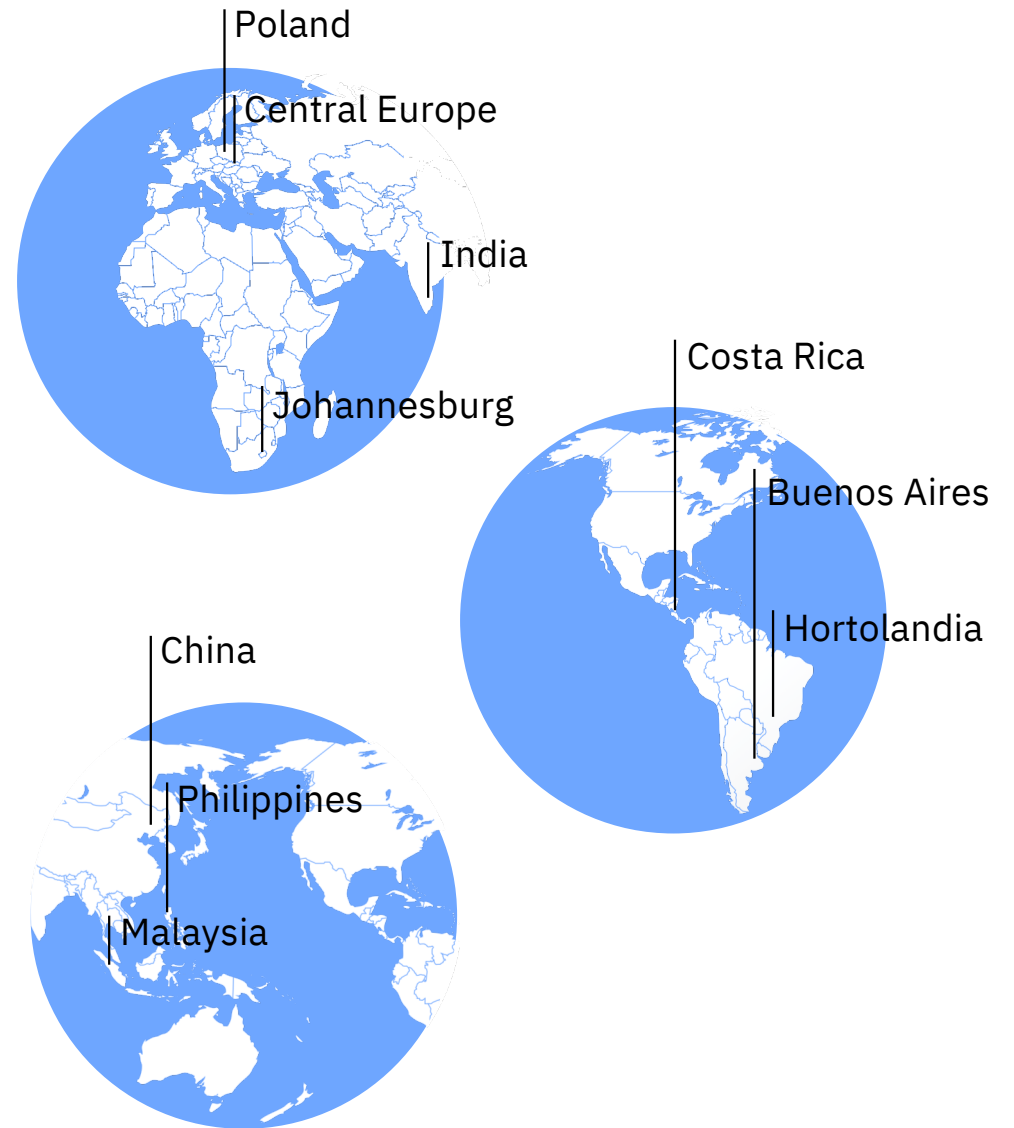 Poland
Central Europe
India
Johannesburg
Costa Rica
Buenos Aires
Hortolandia
China
Philippines
Malaysia